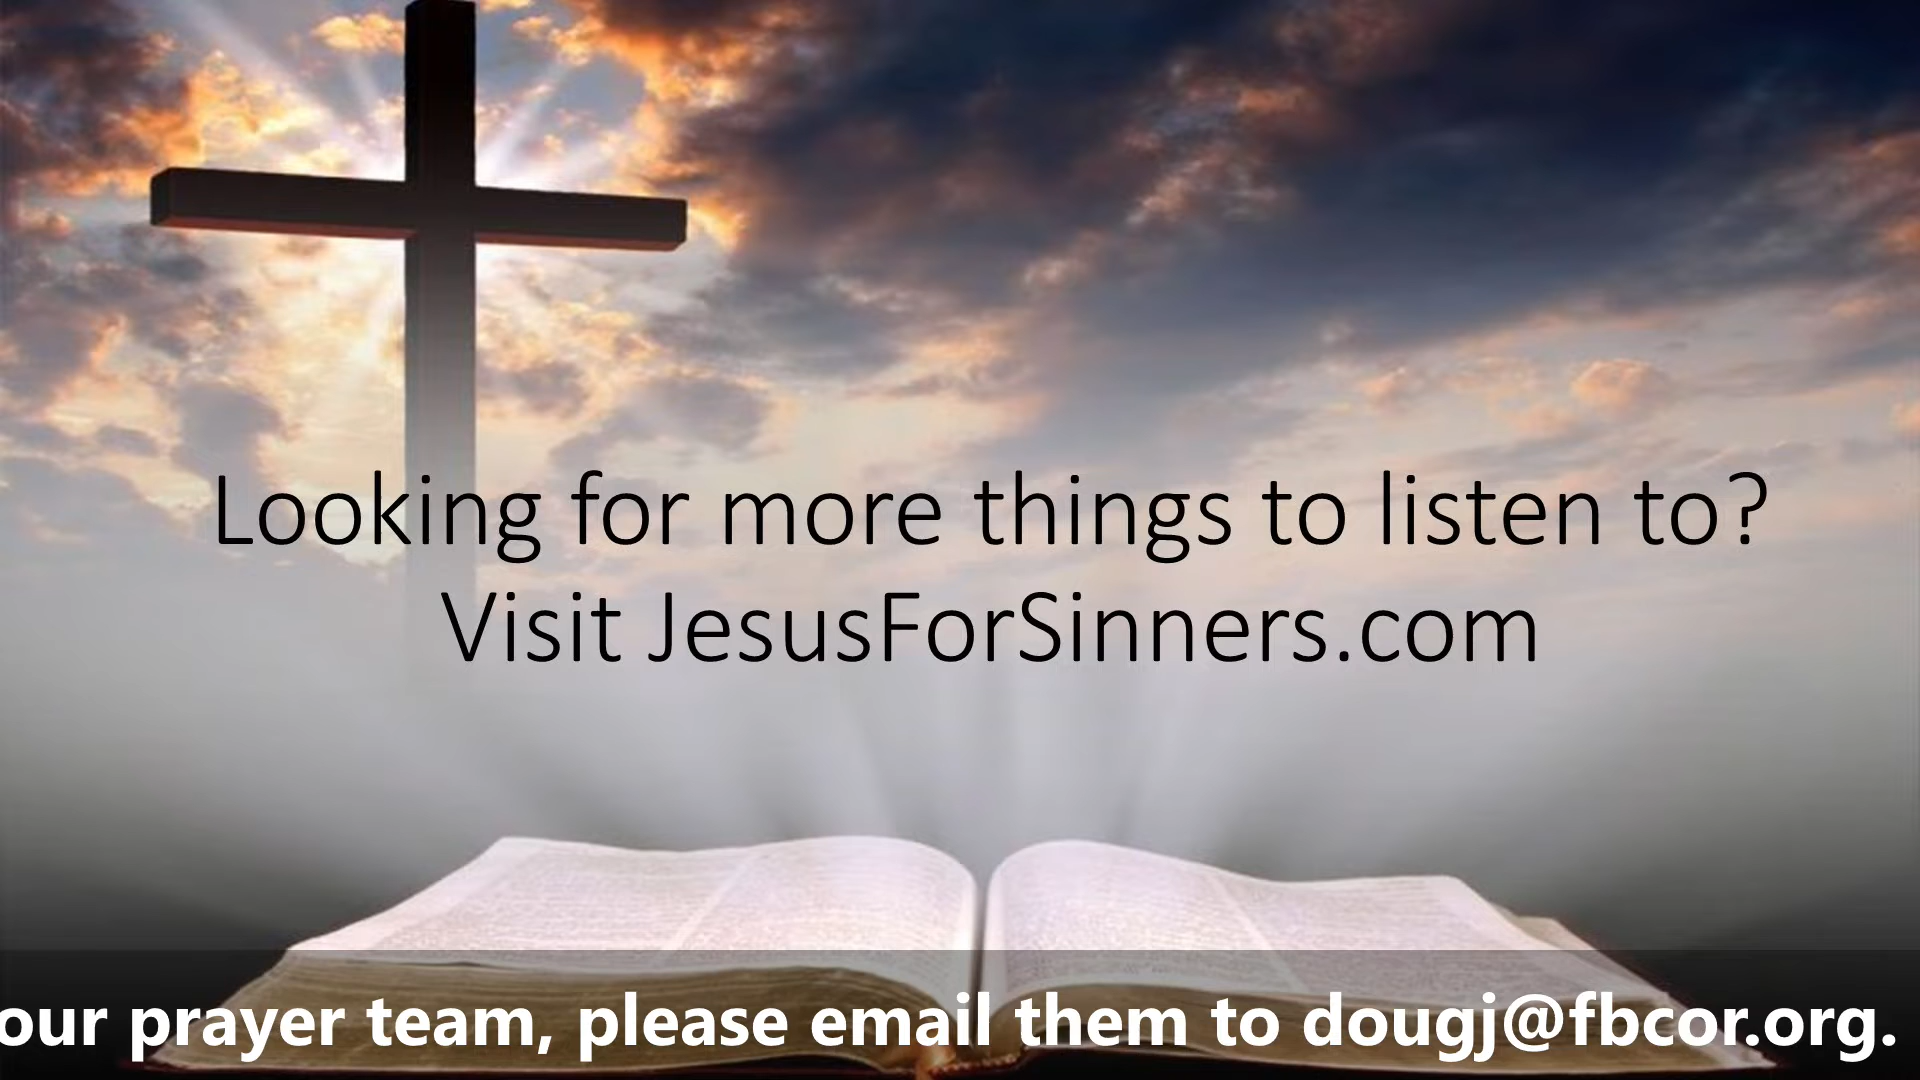 Looking for more things to listen to?
Visit JesusForSinners.com
our prayer team, please email them to dougj@fbcor.org.